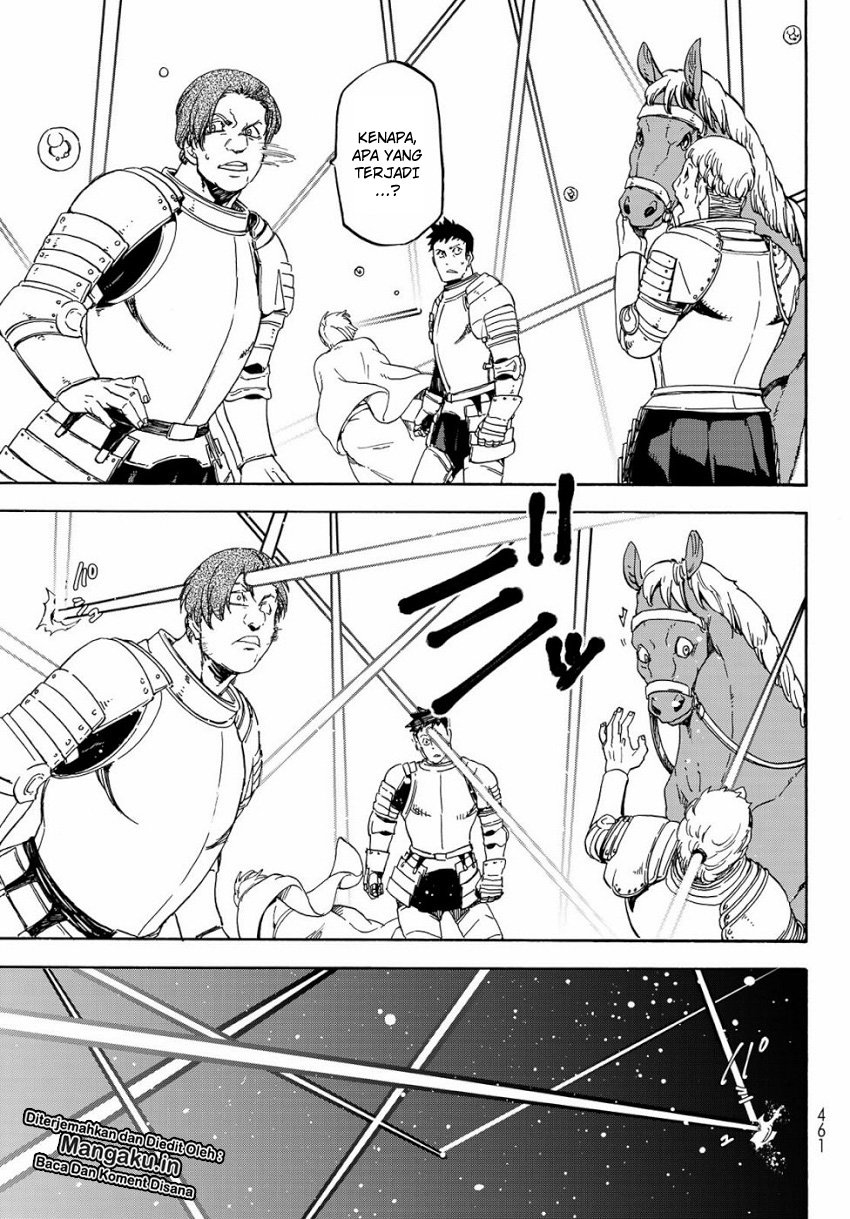 KENAPA,
APA YANG
TERJADI
...?
Diterjemahkan dan Diedit Oleh :
Mangaku.in
Baca Dan Koment Disana
461